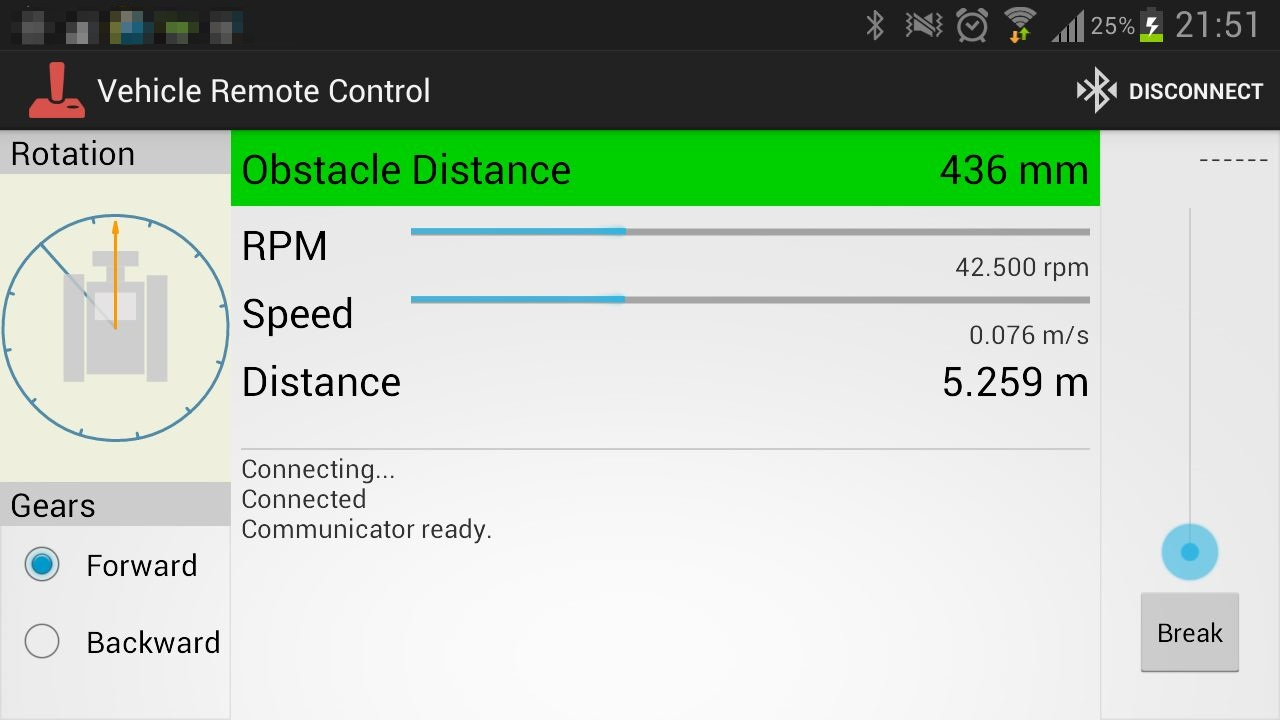 25% 21:51
Vehicle Remote Control
DISCONNECT
Rotation
Obstacle Distance 436 mm
------
RPM
42.500 rpm
Speed
0.076 m/s
Distance 5.259 m
Connecting...
Connected
Communicator ready.
Gears
Forward
Backward
Break